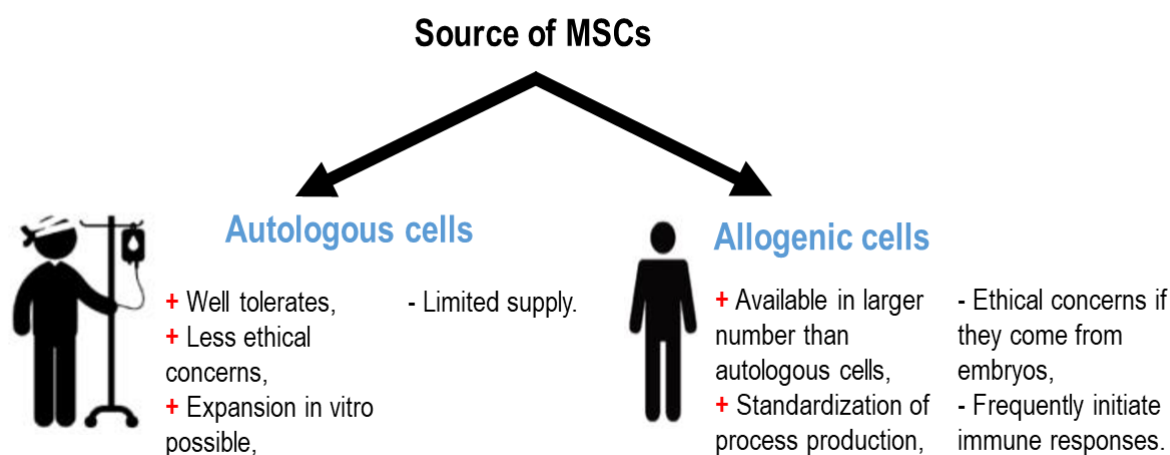 Source of MSCs
Autologous cells
+ Well tolerates,
+ Less ethical
concerns,
+ Expansion in vitro
possible,
- Limited supply.
Allogenic cells
+ Available in larger
number than
autologous cells,
+ Standardization of
process production,
- Ethical concerns if
they come from
embryos,
- Frequently initiate
immune responses.